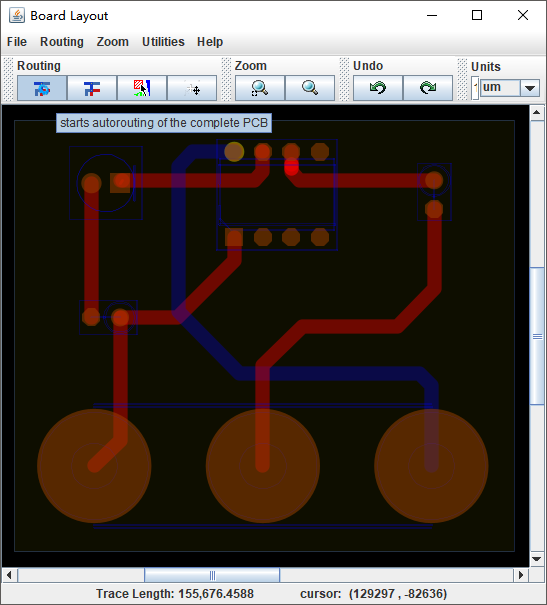 Board Layout
File Routing Zoom Utilities Help
Routing Zoom Undo Units
um
starts autorouting of the complete PCB
Trace Length: 155,676.4588 cursor: (129297 , -82636)